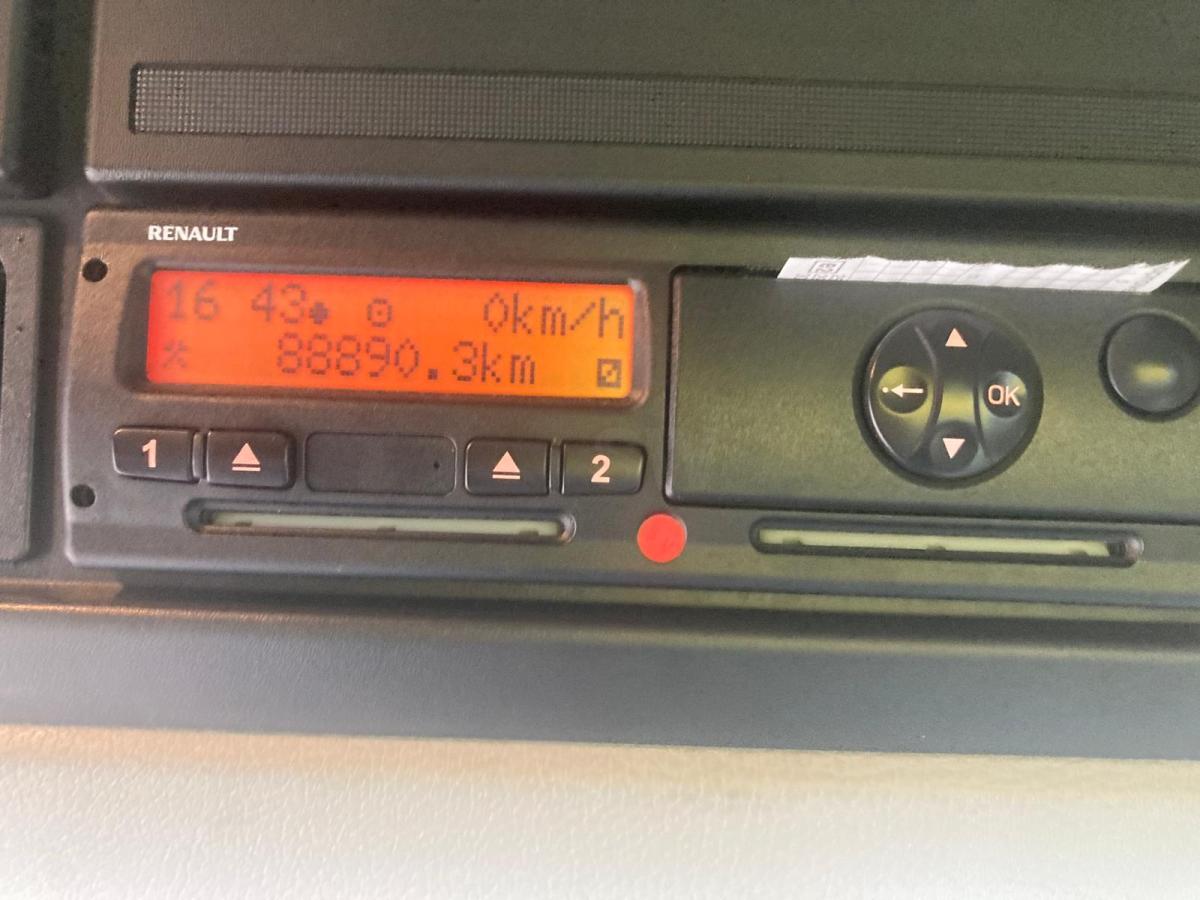 RENAULT
16 43 0km/h
88890.3km
1
2
OK